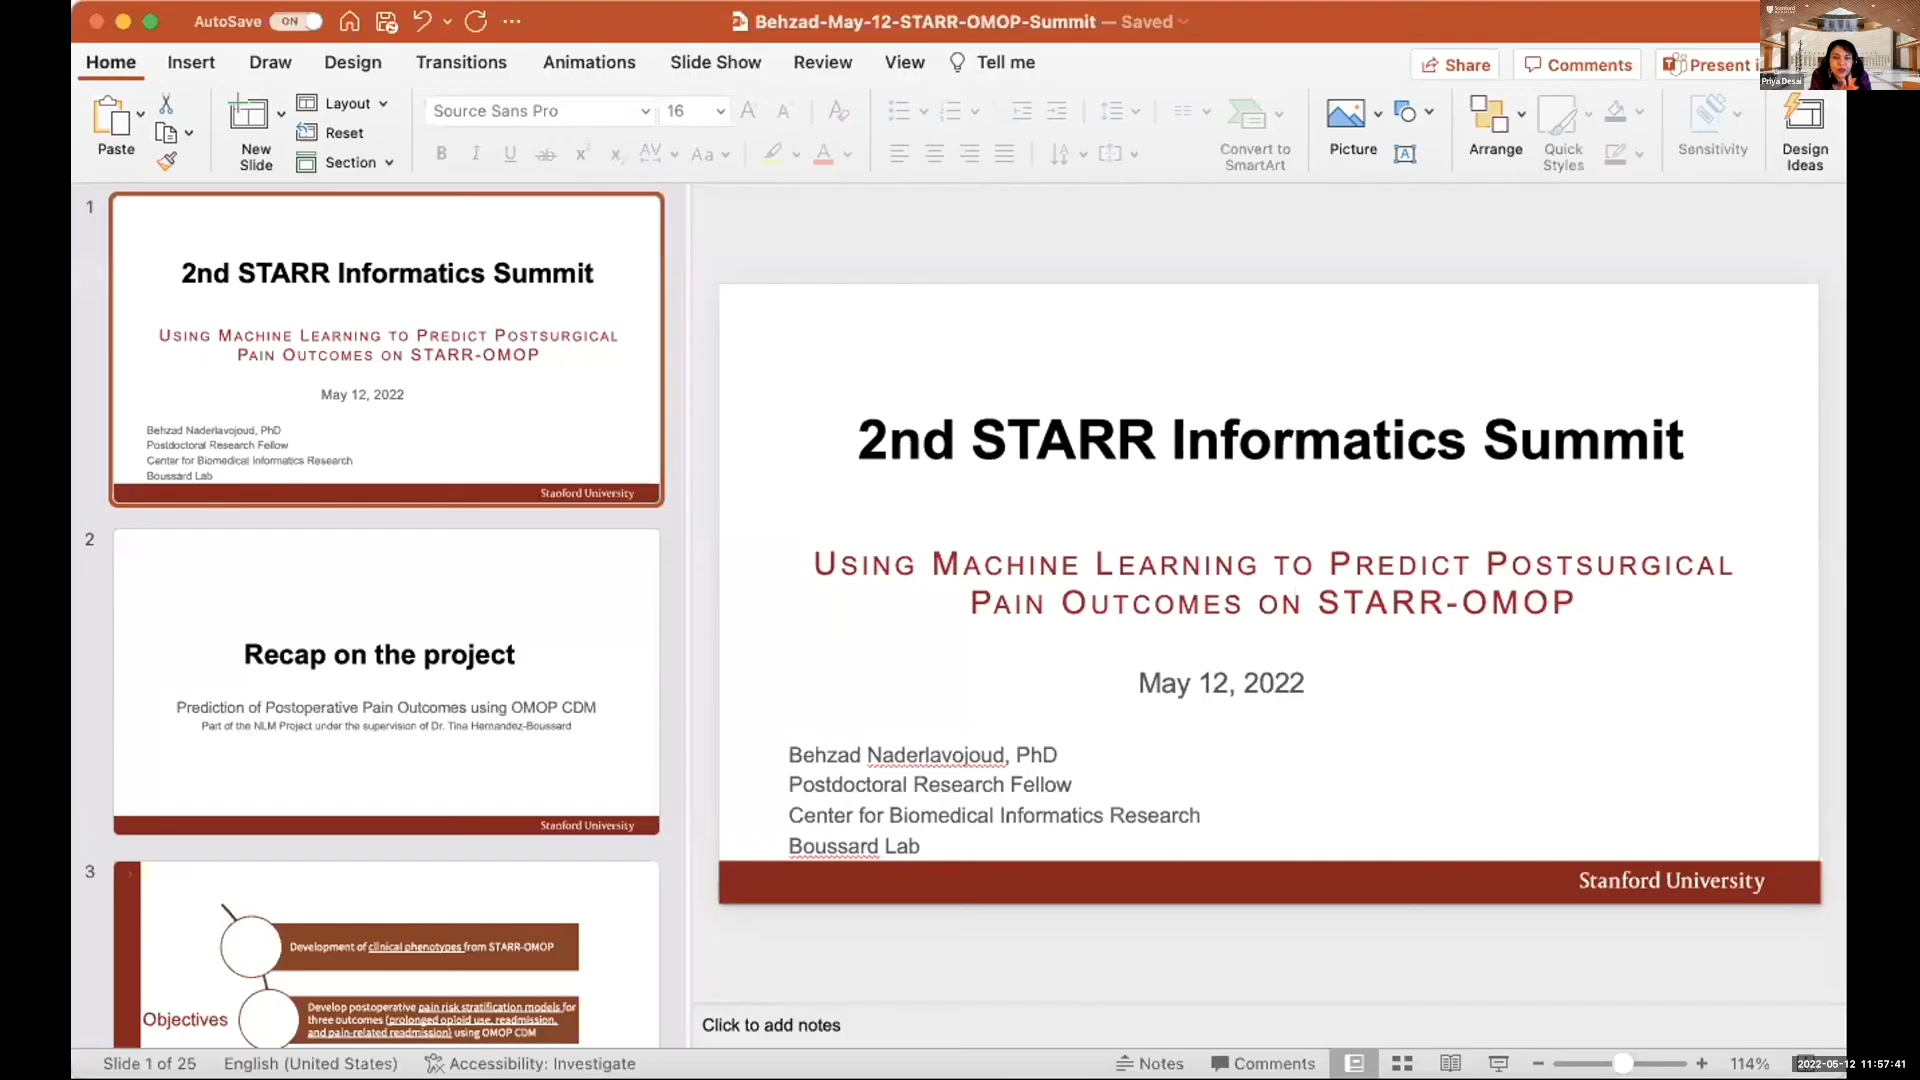 AutoSave ON
Behzad-May-12-STARR-OMOP-Summit — Saved
Home Insert Draw Design Transitions Animations Slide Show Review View Tell me
Share Comments Present i
Priya Desai
Paste
New
Slide
Layout
Reset
Section
Source Sans Pro 16
Convert to
SmartArt
Picture
Arrange
Quick
Styles
Sensitivity
Design
Ideas
1
2nd STARR Informatics Summit
Using Machine Learning to Predict Postsurgical
Pain Outcomes on STARR-OMOP
May 12, 2022
Behzad Naderlavojoud, PhD
Postdoctoral Research Fellow
Center for Biomedical Informatics Research
Boussard Lab
Stanford University
2
Recap on the project
Prediction of Postoperative Pain Outcomes using OMOP CDM
Part of the NLM Project under the supervision of Dr. Tina Hernandez-Boussard
Stanford University
3
Development of clinical phenotypes from STARR-OMOP
Objectives
Develop postoperative pain risk stratification models for
three outcomes (prolonged opioid use, readmission,
and pain-related readmission) using OMOP CDM
2nd STARR Informatics Summit
Using Machine Learning to Predict Postsurgical
Pain Outcomes on STARR-OMOP
May 12, 2022
Behzad Naderlavojoud, PhD
Postdoctoral Research Fellow
Center for Biomedical Informatics Research
Boussard Lab
Stanford University
Click to add notes
Slide 1 of 25 English (United States) Accessibility: Investigate
Notes Comments 114%
2022-05-12 11:57:41